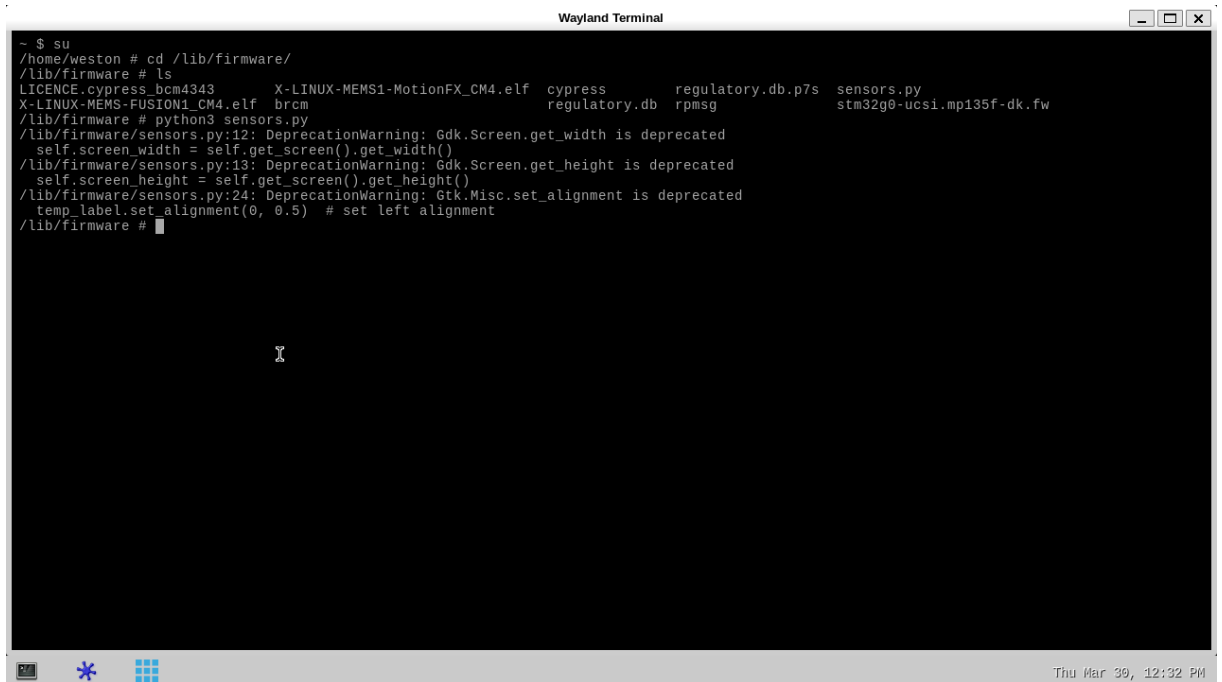 Wayland Terminal
~ $ su
/home/weston # cd /lib/firmware/
/lib/firmware # ls
LICENCE.cypress_bcm4343       X-LINUX-MEMS1-MotionFX_CM4.elf  cypress        regulatory.db.p7s  sensors.py
X-LINUX-MEMS-FUSION1_CM4.elf  brcm                            regulatory.db  rpmsg              stm32g0-ucsi.mp135f-dk.fw
/lib/firmware # python3 sensors.py
/lib/firmware/sensors.py:12: DeprecationWarning: Gdk.Screen.get_width is deprecated
  self.screen_width = self.get_screen().get_width()
/lib/firmware/sensors.py:13: DeprecationWarning: Gdk.Screen.get_height is deprecated
  self.screen_height = self.get_screen().get_height()
/lib/firmware/sensors.py:24: DeprecationWarning: Gtk.Misc.set_alignment is deprecated
  temp_label.set_alignment(0, 0.5)  # set left alignment
/lib/firmware #
Thu Mar 30, 12:32 PM